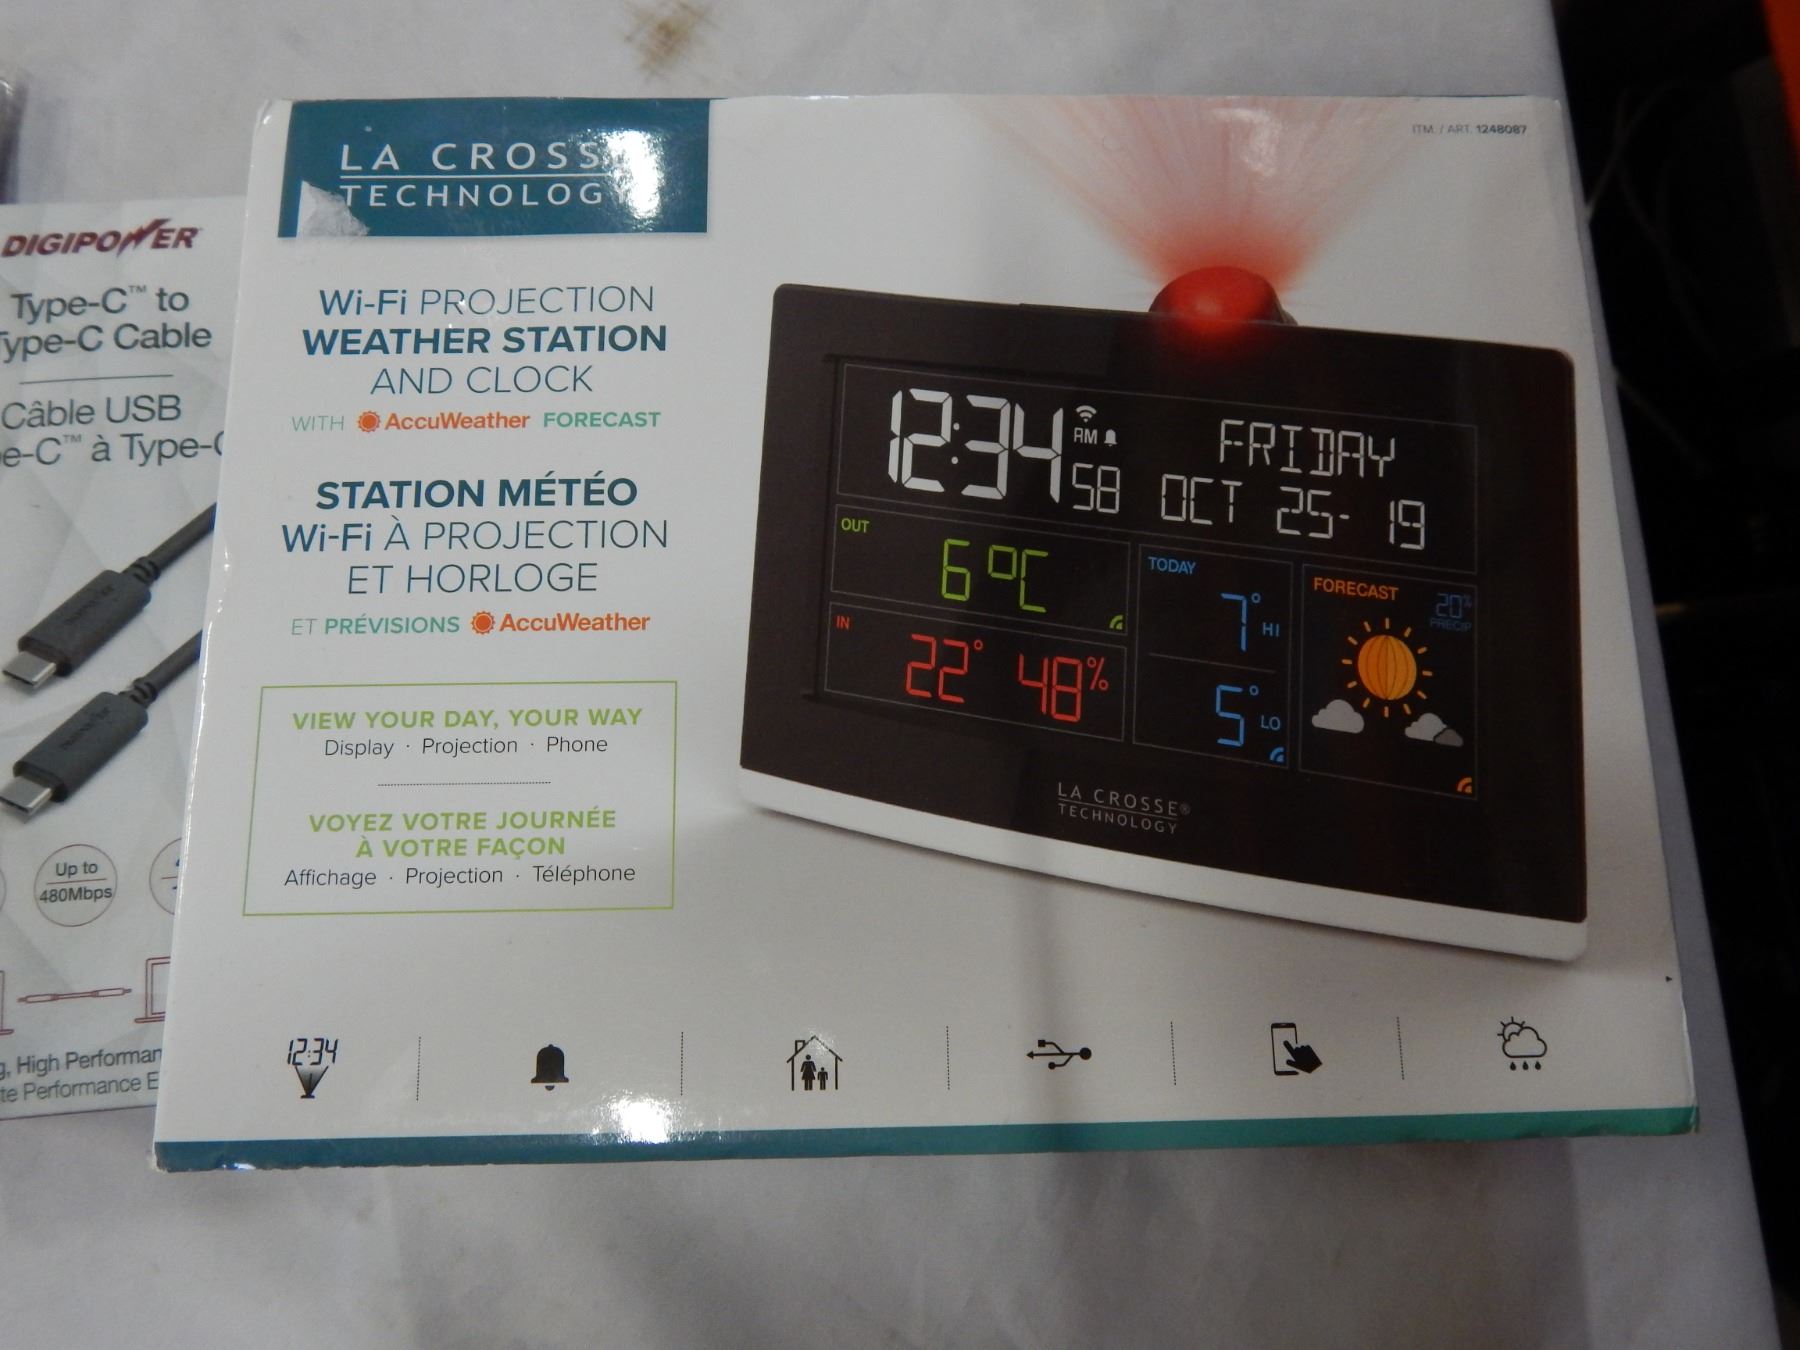 DIGIPOWER
Type-C™ to
Type-C Cable
Câble USB
à Type-
Up to
480Mbps
High Performan
Performance E
LA CROSSE
TECHNOLOGY
ITM. / ART. 1248087
Wi-Fi PROJECTION
WEATHER STATION
AND CLOCK
WITH AccuWeather FORECAST
STATION MÉTÉO
Wi-Fi À PROJECTION
ET HORLOGE
ET PRÉVISIONS AccuWeather
VIEW YOUR DAY, YOUR WAY
Display · Projection · Phone
VOYEZ VOTRE JOURNÉE
À VOTRE FAÇON
Affichage · Projection · Téléphone
12:34 AM 58
FRIDAY
OCT 25- 19
OUT
6°C
IN
22° 48%
TODAY
7° HI
5° LO
FORECAST
20%
PRECIP
LA CROSSE®
TECHNOLOGY
12:34